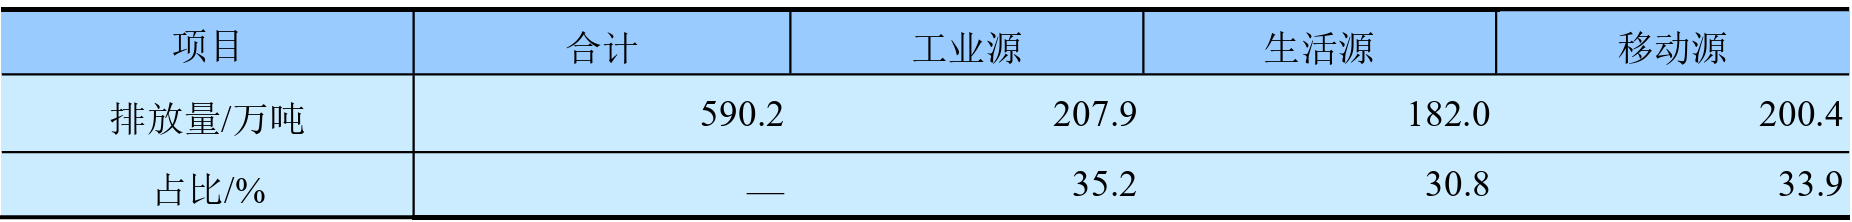 项目 合计 工业源 生活源 移动源
排放量/万吨 590.2 207.9 182.0 200.4
占比/% — 35.2 30.8 33.9